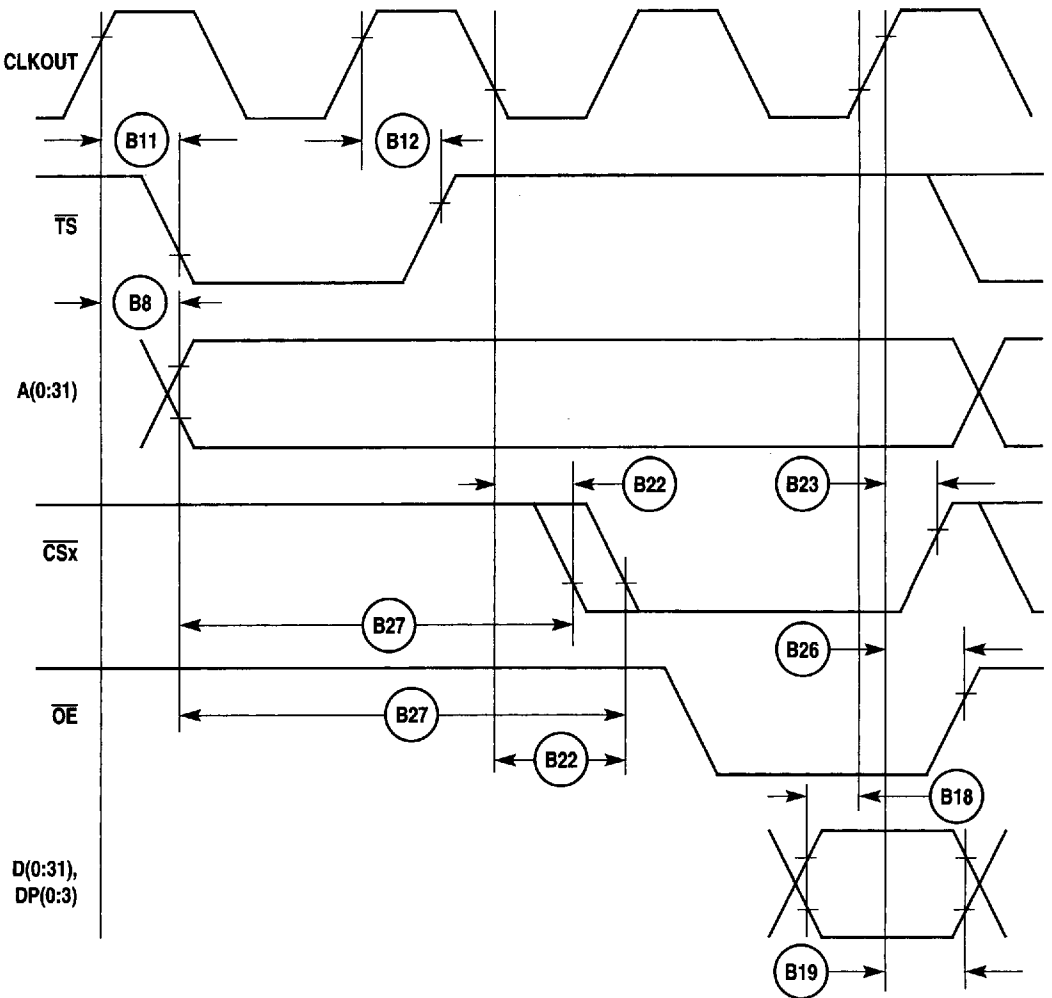 CLKOUT
B11
B12
TS
B8
A(0:31)
B22
B23
CSx
B27
B26
OE
B27
B22
B18
D(0:31),
DP(0:3)
B19